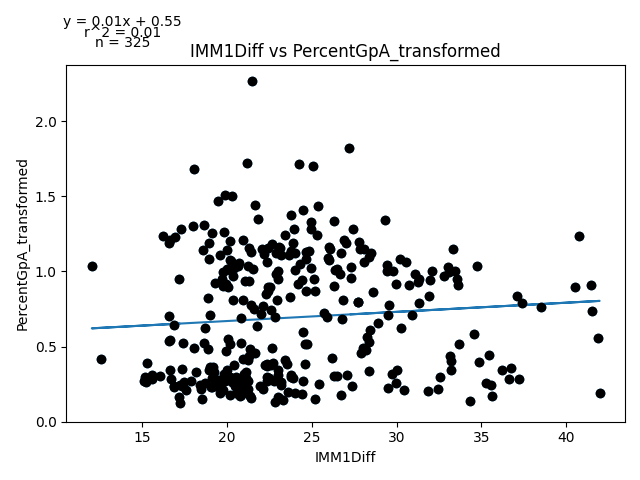 y = 0.01x + 0.55
r^2 = 0.01
n = 325
IMM1Diff vs PercentGpA_transformed
PercentGpA_transformed
2.0
1.5
1.0
0.5
0.0
15 20 25 30 35 40
IMM1Diff